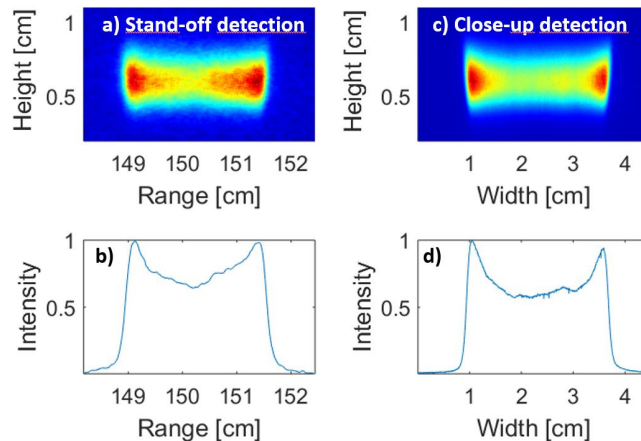 a) Stand-off detection
Height [cm]
1
0.5
149 150 151 152
Range [cm]
c) Close-up detection
Height [cm]
1
0.5
1 2 3 4
Width [cm]
b)
Intensity
1
0.5
149 150 151 152
Range [cm]
d)
Intensity
1
0.5
1 2 3 4
Width [cm]